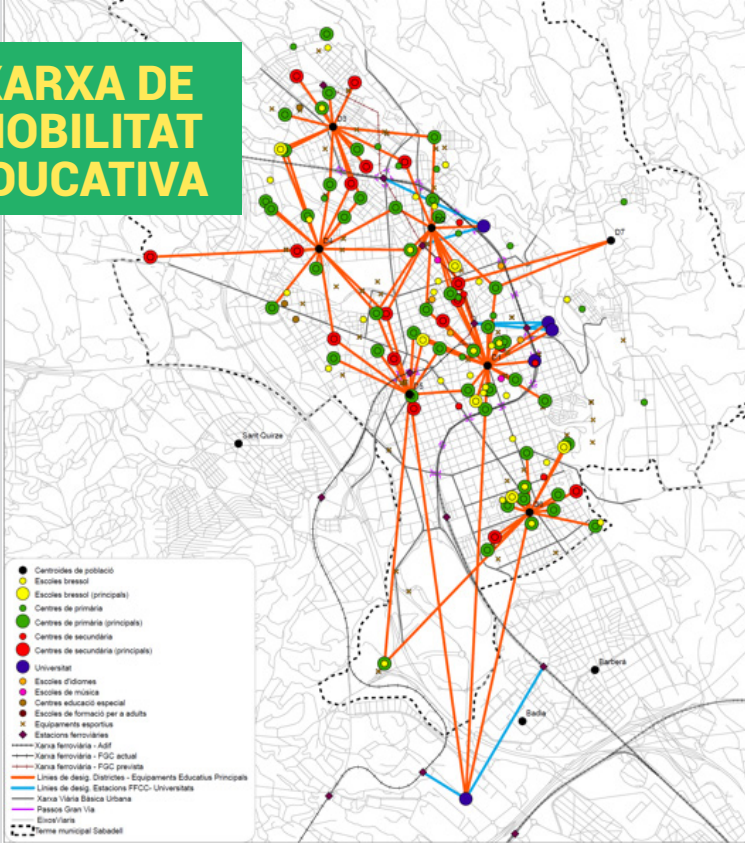 XARXA DE
MOBILITAT
EDUCATIVA
D3
D7
Sant Quirze
Barberà
Badia
Centroides de població
Escoles bressol
Escoles bressol (principals)
Centres de primària
Centres de primària (principals)
Centres de secundària
Centres de secundària (principals)
Universitat
Escoles d'idiomes
Escoles de música
Centres educació especial
Escoles de formació per a adults
Equipaments esportius
Estacions ferroviàries
Xarxa ferroviària - Adif
Xarxa ferroviària - FGC actual
Xarxa ferroviària - FGC prevista
Línies de desig. Districtes - Equipaments Educatius Principals
Línies de desig. Estacions FFCC- Universitats
Xarxa Viària Bàsica Urbana
Passos Gran Via
EixosViaris
Terme municipal Sabadell